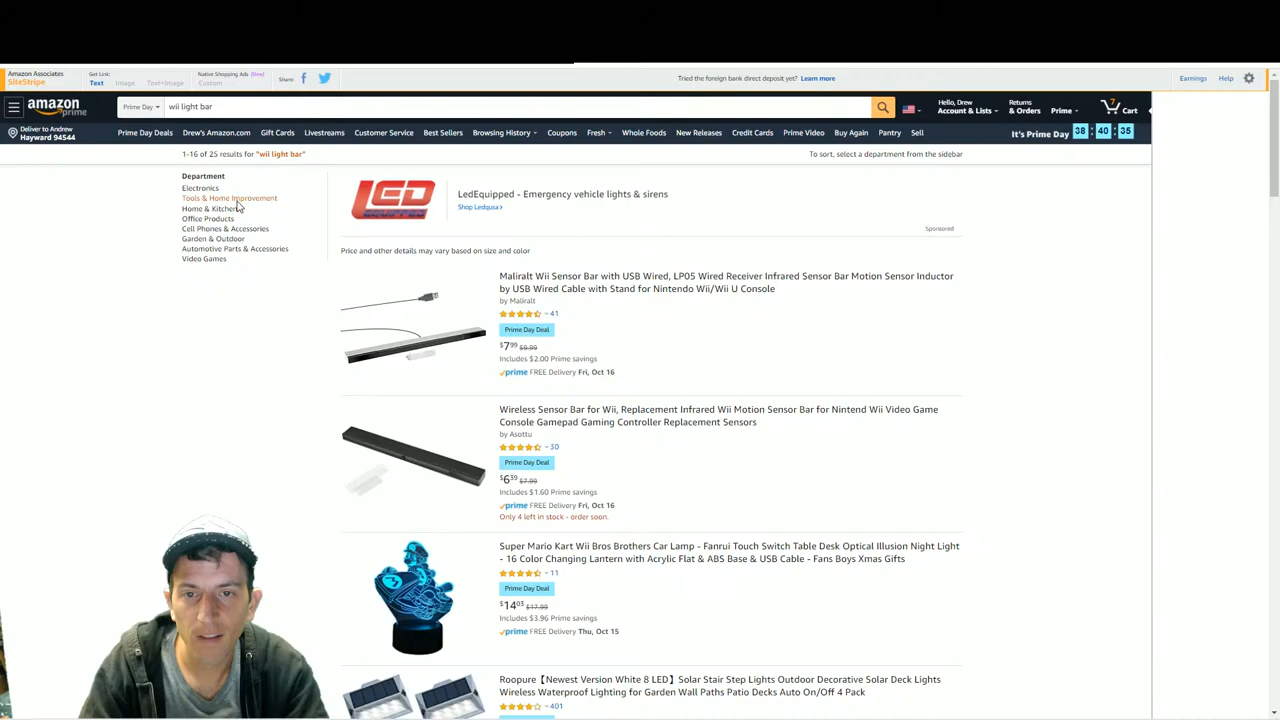 Amazon Associates
SiteStripe
Get Link:
Text
Image
Text+Image
Native Shopping Ads (New)
Custom
Share:
Tried the foreign bank direct deposit yet? Learn more
Earnings
Help
amazon
prime
Prime Day
wii light bar
Hello, Drew
Account & Lists
Returns
& Orders
Prime
7
Cart
Deliver to Andrew
Hayward 94544
Prime Day Deals
Drew's Amazon.com
Gift Cards
Livestreams
Customer Service
Best Sellers
Browsing History
Coupons
Fresh
Whole Foods
New Releases
Credit Cards
Prime Video
Buy Again
Pantry
Sell
It's Prime Day 38 : 40 : 35
1-16 of 25 results for "wii light bar"
To sort, select a department from the sidebar
Department
Electronics
Tools & Home Improvement
Home & Kitchen
Office Products
Cell Phones & Accessories
Garden & Outdoor
Automotive Parts & Accessories
Video Games
LED
EQUIPPED
LedEquipped - Emergency vehicle lights & sirens
Shop Ledqusa ›
Sponsored
Price and other details may vary based on size and color
Maliralt Wii Sensor Bar with USB Wired, LP05 Wired Receiver Infrared Sensor Bar Motion Sensor Inductor
by USB Wired Cable with Stand for Nintendo Wii/Wii U Console
by Maliralt
41
Prime Day Deal
$7.99 $9.99
Includes $2.00 Prime savings
prime FREE Delivery Fri, Oct 16
Wireless Sensor Bar for Wii, Replacement Infrared Wii Motion Sensor Bar for Nintend Wii Video Game
Console Gamepad Gaming Controller Replacement Sensors
by Asottu
30
Prime Day Deal
$6.39 $7.99
Includes $1.60 Prime savings
prime FREE Delivery Fri, Oct 16
Only 4 left in stock - order soon.
Super Mario Kart Wii Bros Brothers Car Lamp - Fanrui Touch Switch Table Desk Optical Illusion Night Light
- 16 Color Changing Lantern with Acrylic Flat & ABS Base & USB Cable - Fans Boys Xmas Gifts
11
Prime Day Deal
$14.03 $17.99
Includes $3.96 Prime savings
prime FREE Delivery Thu, Oct 15
Roopure【Newest Version White 8 LED】Solar Stair Step Lights Outdoor Decorative Solar Deck Lights
Wireless Waterproof Lighting for Garden Wall Paths Patio Decks Auto On/Off 4 Pack
401